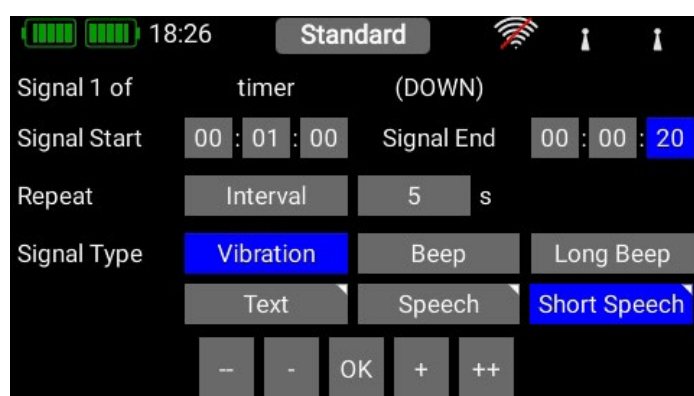 18:26 Standard
Signal 1 of timer (DOWN)
Signal Start 00 : 01 : 00 Signal End 00 : 00 : 20
Repeat Interval 5 s
Signal Type Vibration Beep Long Beep
Text Speech Short Speech
-- - OK + ++